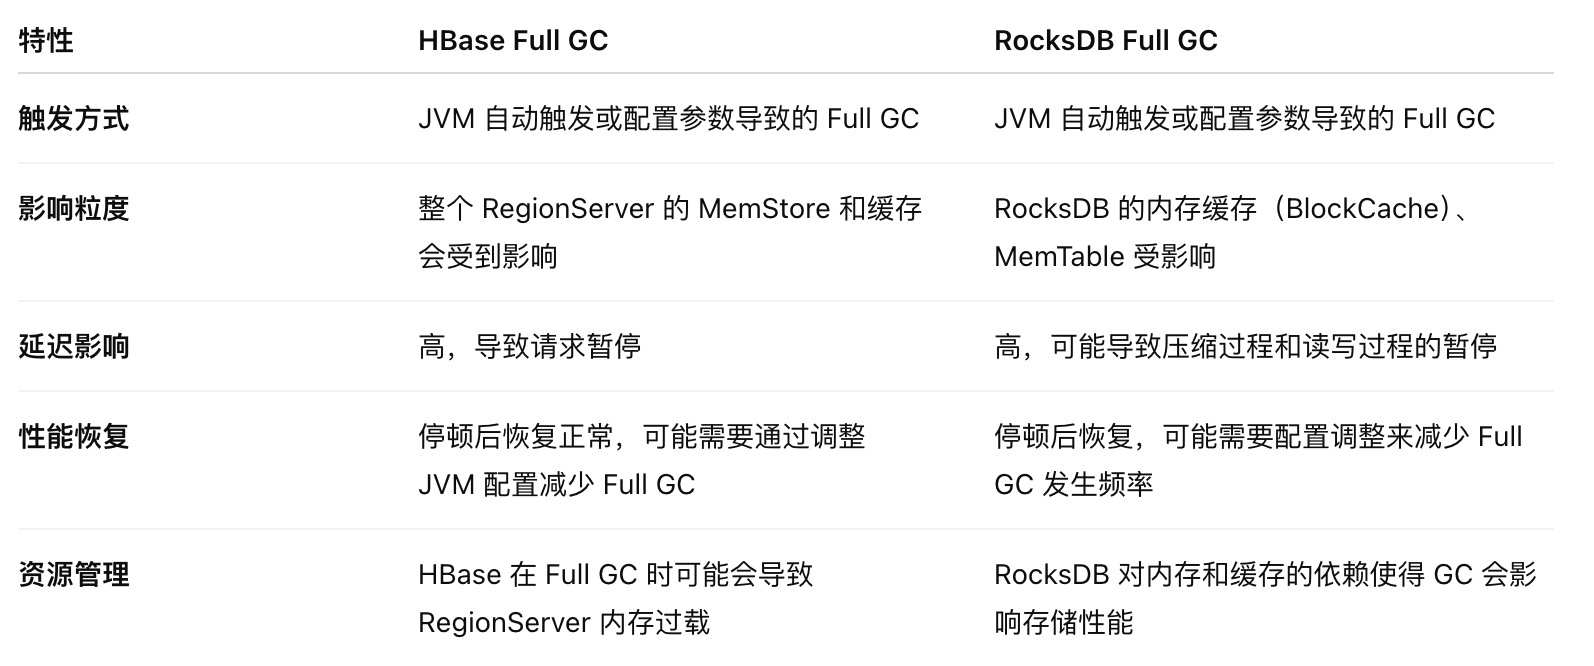 特性 HBase Full GC RocksDB Full GC
触发方式 JVM 自动触发或配置参数导致的 Full GC JVM 自动触发或配置参数导致的 Full GC
影响粒度 整个 RegionServer 的 MemStore 和缓存 RocksDB 的内存缓存（BlockCache）、
会受到影响 MemTable 受影响
延迟影响 高，导致请求暂停 高，可能导致压缩过程和读写过程的暂停
性能恢复 停顿后恢复正常，可能需要通过调整 停顿后恢复，可能需要配置调整来减少 Full
JVM 配置减少 Full GC GC 发生频率
资源管理 HBase 在 Full GC 时可能会导致 RocksDB 对内存和缓存的依赖使得 GC 会影
RegionServer 内存过载 响存储性能